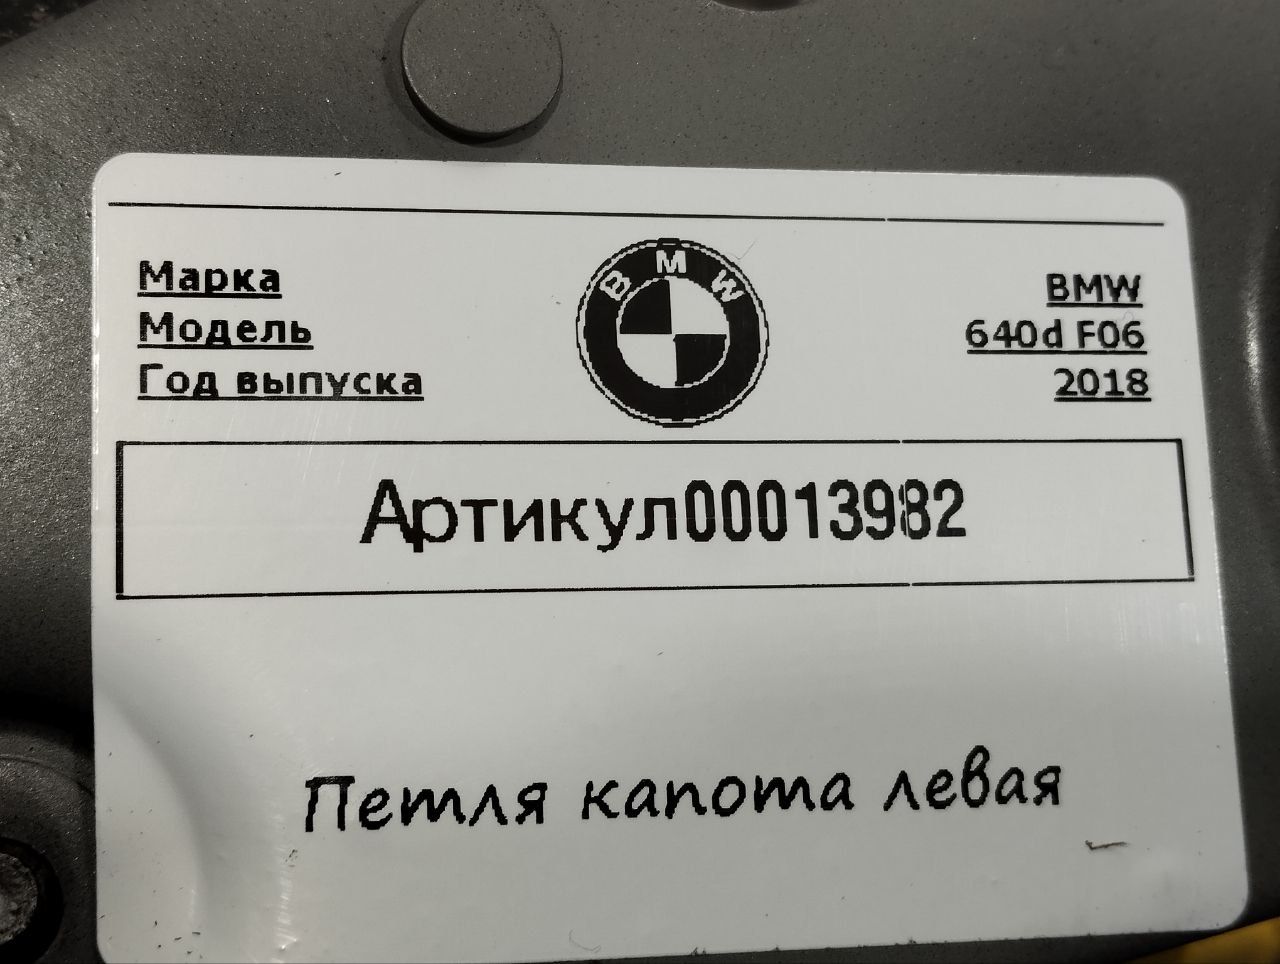 Марка BMW BMW
Модель 640d F06
Год выпуска 2018
Артикул00013982
Петля капота левая